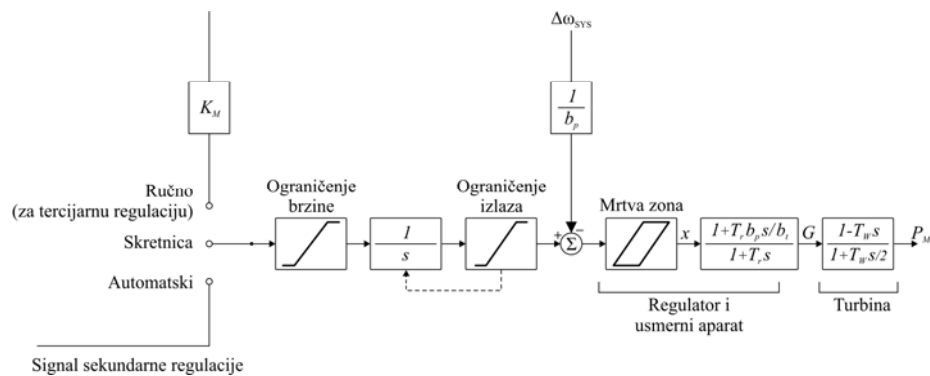 Δω_SYS
K_M
1
b_p
Ručno
(za tercijarnu regulaciju)
Ograničenje
brzine
Ograničenje
izlaza
Mrtva zona
Skretnica
1
s
+
−
Σ
x
1+T_r b_p s/b_t
1+T_r s
G
1-T_W s
1+T_W s/2
P_M
Automatski
Regulator i
usmerni aparat
Turbina
Signal sekundarne regulacije